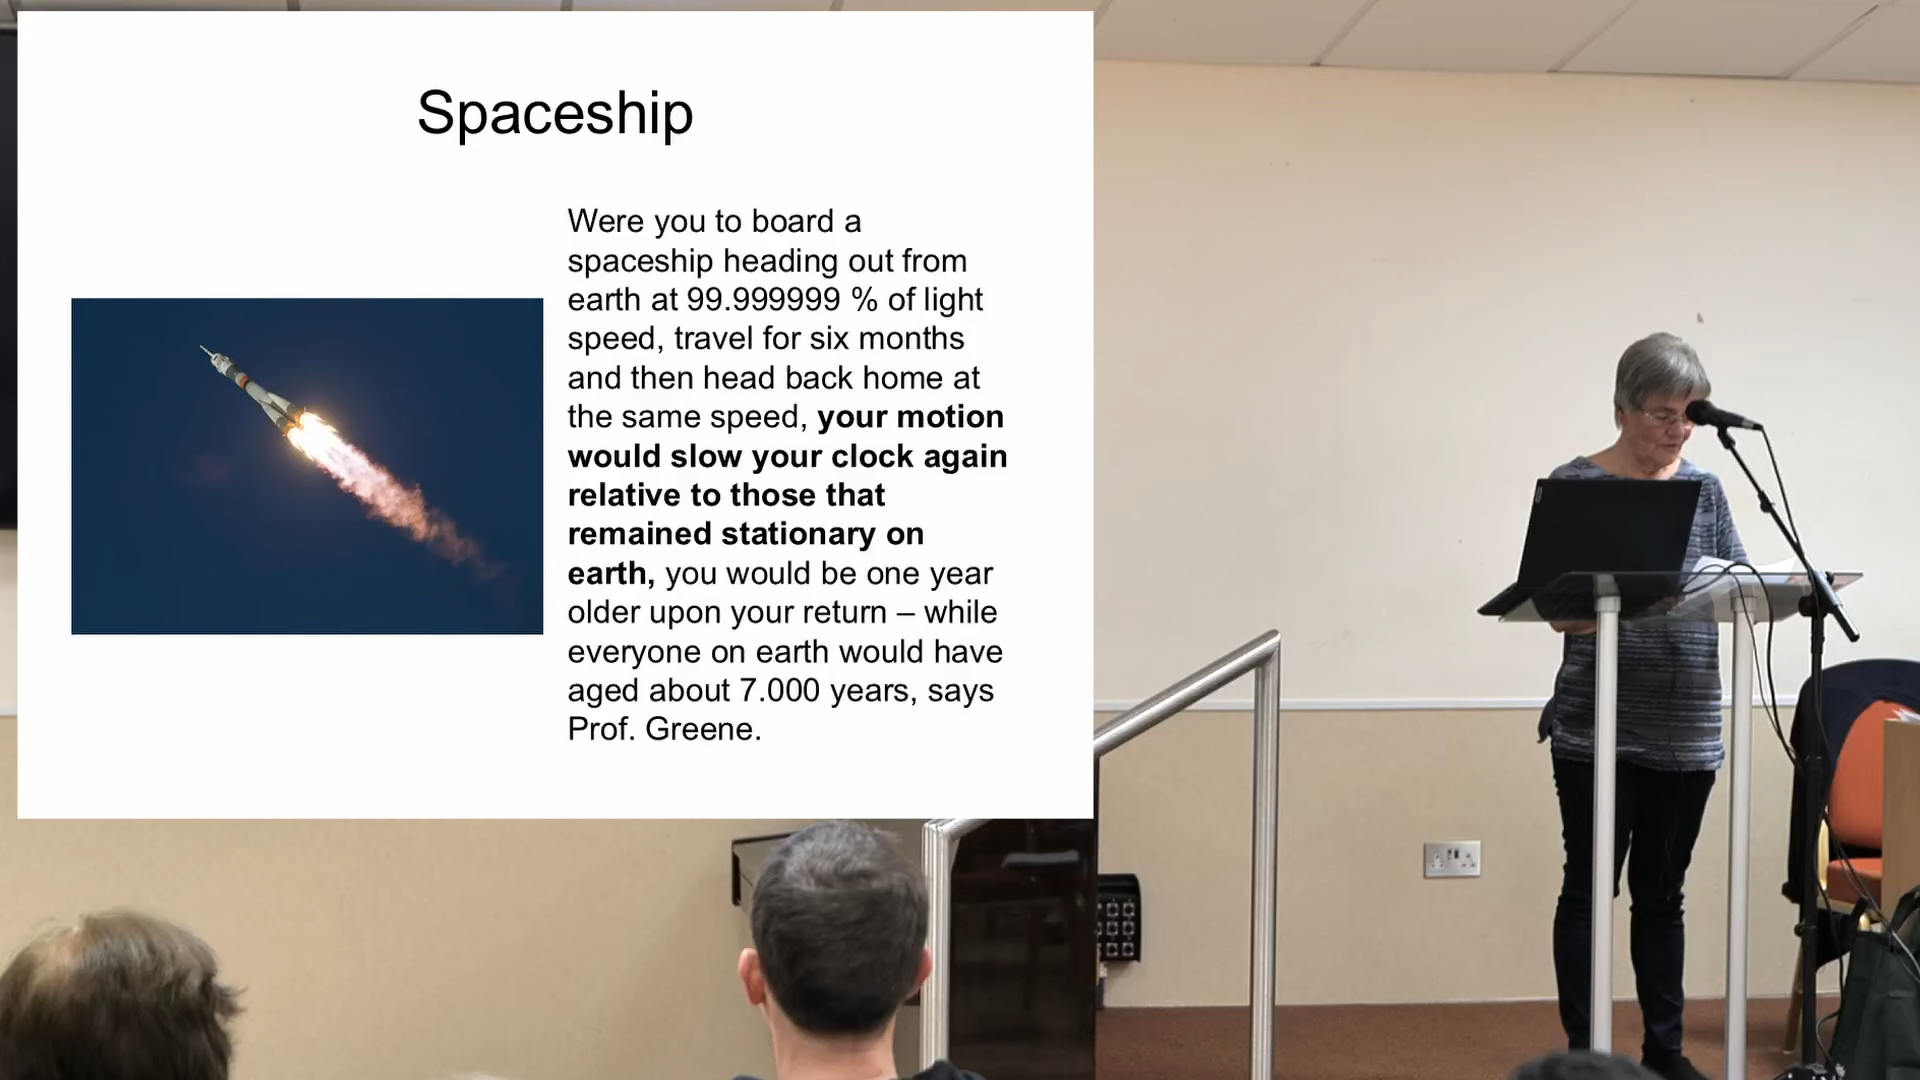 Spaceship
Were you to board a
spaceship heading out from
earth at 99.999999 % of light
speed, travel for six months
and then head back home at
the same speed, your motion
would slow your clock again
relative to those that
remained stationary on
earth, you would be one year
older upon your return – while
everyone on earth would have
aged about 7.000 years, says
Prof. Greene.